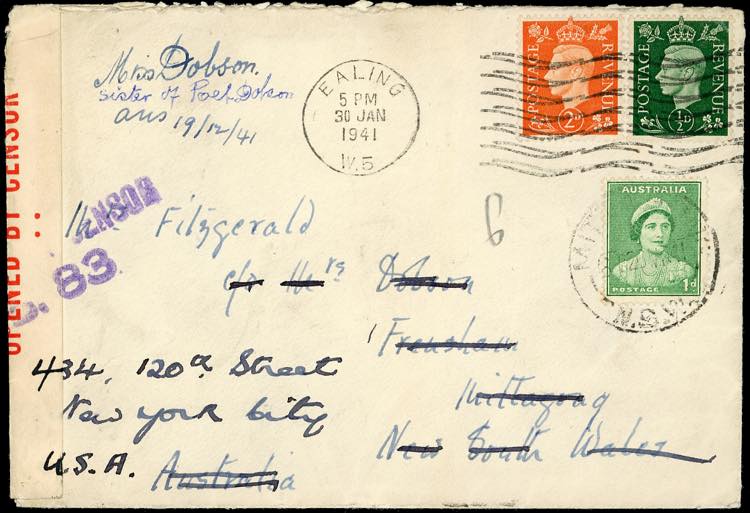 Miss Dobson.
Sister of Poet Dobson
ans 19/12/41
EALING
5 PM
30 JAN
1941
W.5
POSTAGE REVENUE
2D
POSTAGE REVENUE
½D
AUSTRALIA
POSTAGE 1d
N.S.W.
OPENED BY CENSOR
CENSOR
83
6
Fitzgerald
c/o Mrs Dobson
Frensham
Mittagong
New South Wales
Australia
434, 120th Street
New York City
U.S.A.